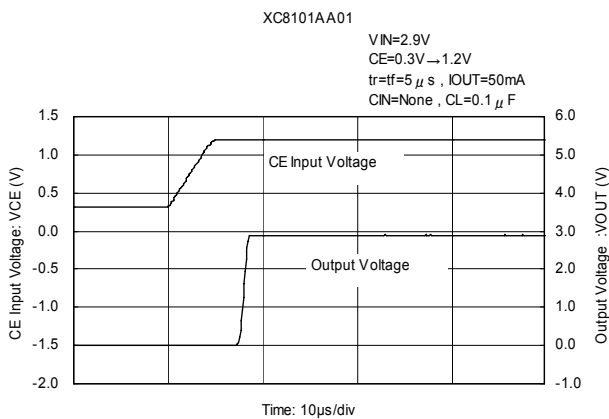 XC8101AA01
VIN=2.9V
CE=0.3V→1.2V
tr=tf=5μs , IOUT=50mA
CIN=None , CL=0.1μF
1.5
1.0
0.5
0.0
-0.5
-1.0
-1.5
-2.0
CE Input Voltage: VCE (V)
CE Input Voltage
Output Voltage
6.0
5.0
4.0
3.0
2.0
1.0
0.0
-1.0
Output Voltage :VOUT (V)
Time: 10μs/div